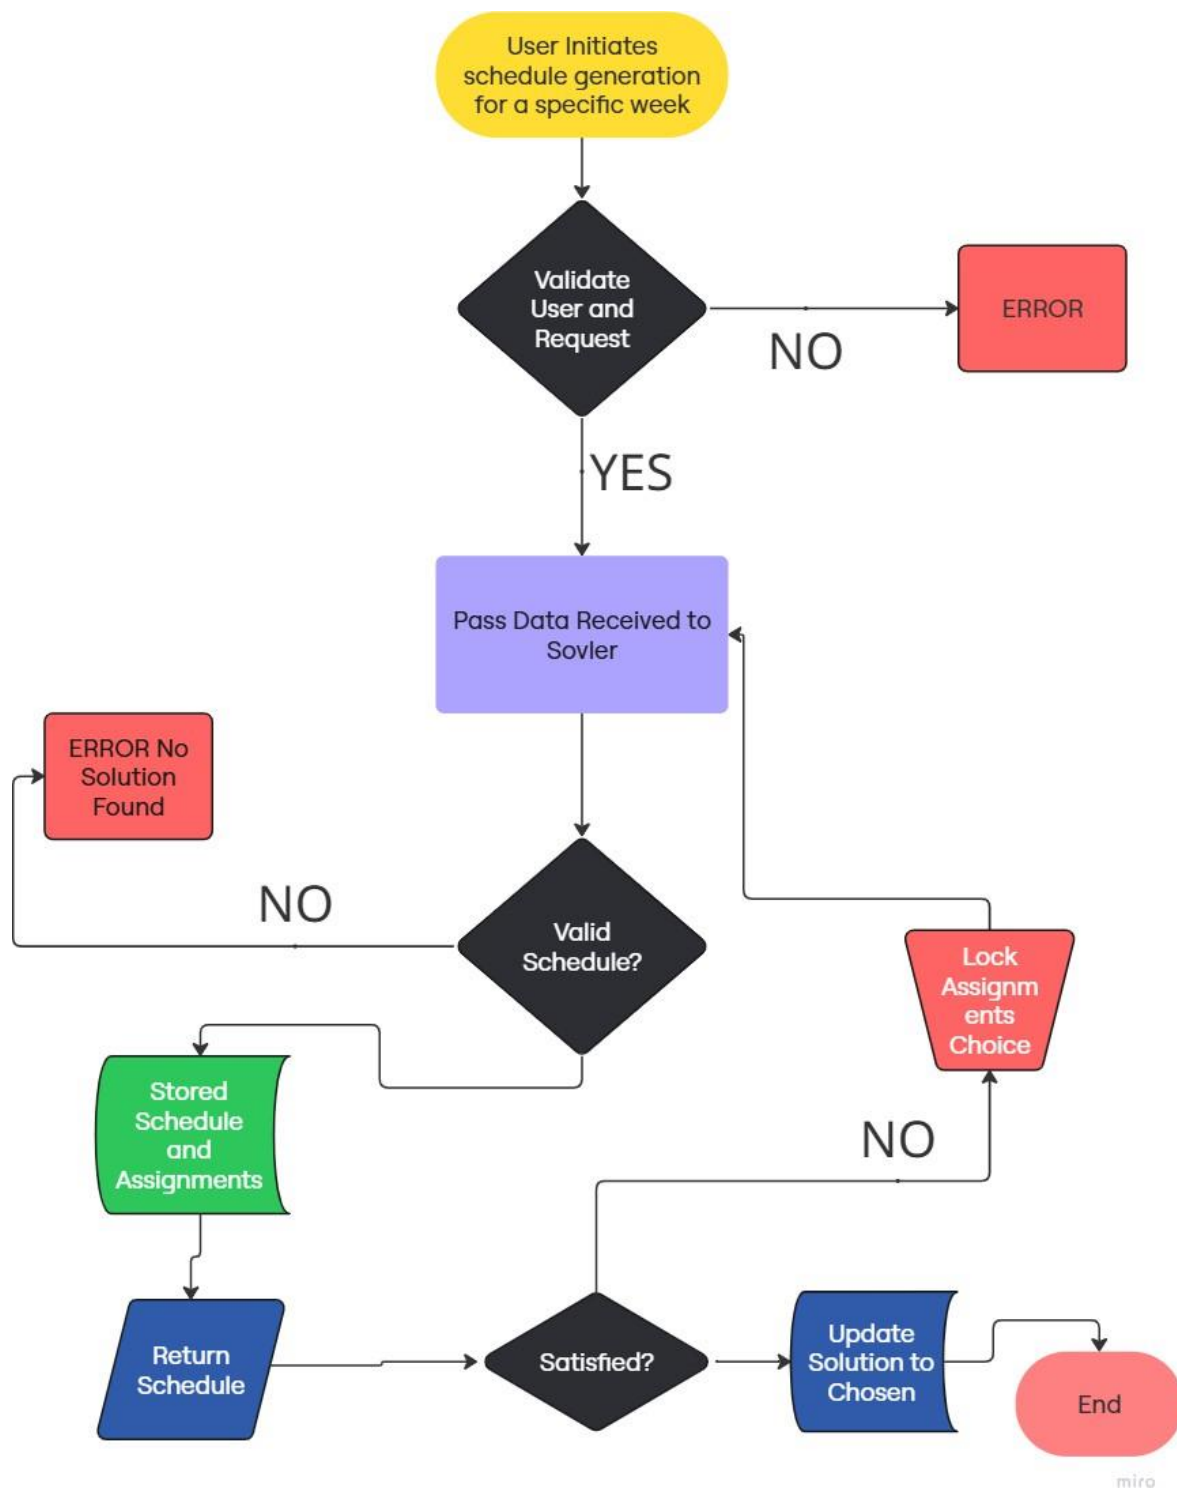 User Initiates
schedule generation
for a specific week
Validate
User and
Request
NO
ERROR
YES
Pass Data Received to
Sovler
ERROR No
Solution
Found
NO
Valid
Schedule?
Lock
Assignm
ents
Choice
Stored
Schedule
and
Assignments
NO
Return
Schedule
Satisfied?
Update
Solution to
Chosen
End
miro